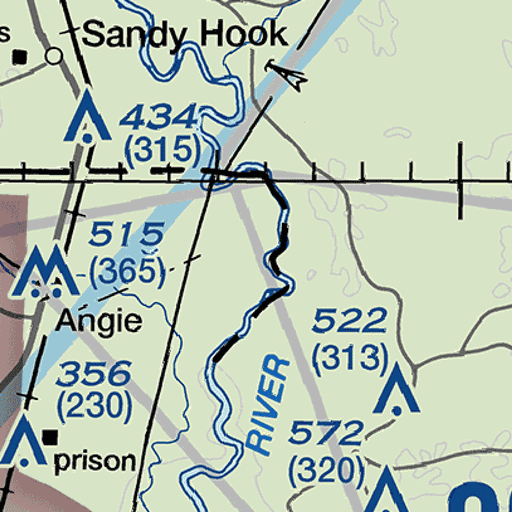 s
Sandy Hook
434
(315)
515
(365)
Angie
522
(313)
356
(230)
RIVER
572
(320)
prison